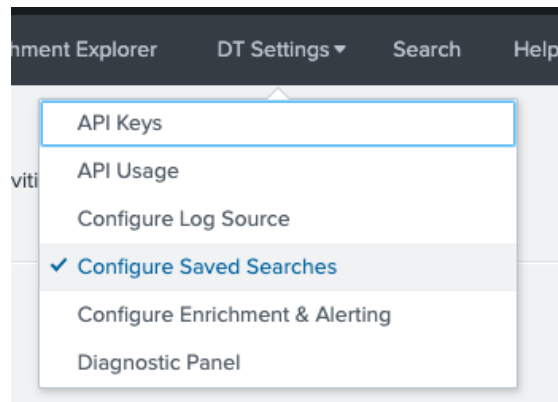 hment Explorer DT Settings Search Help
API Keys
viti
API Usage
Configure Log Source
Configure Saved Searches
Configure Enrichment & Alerting
Diagnostic Panel